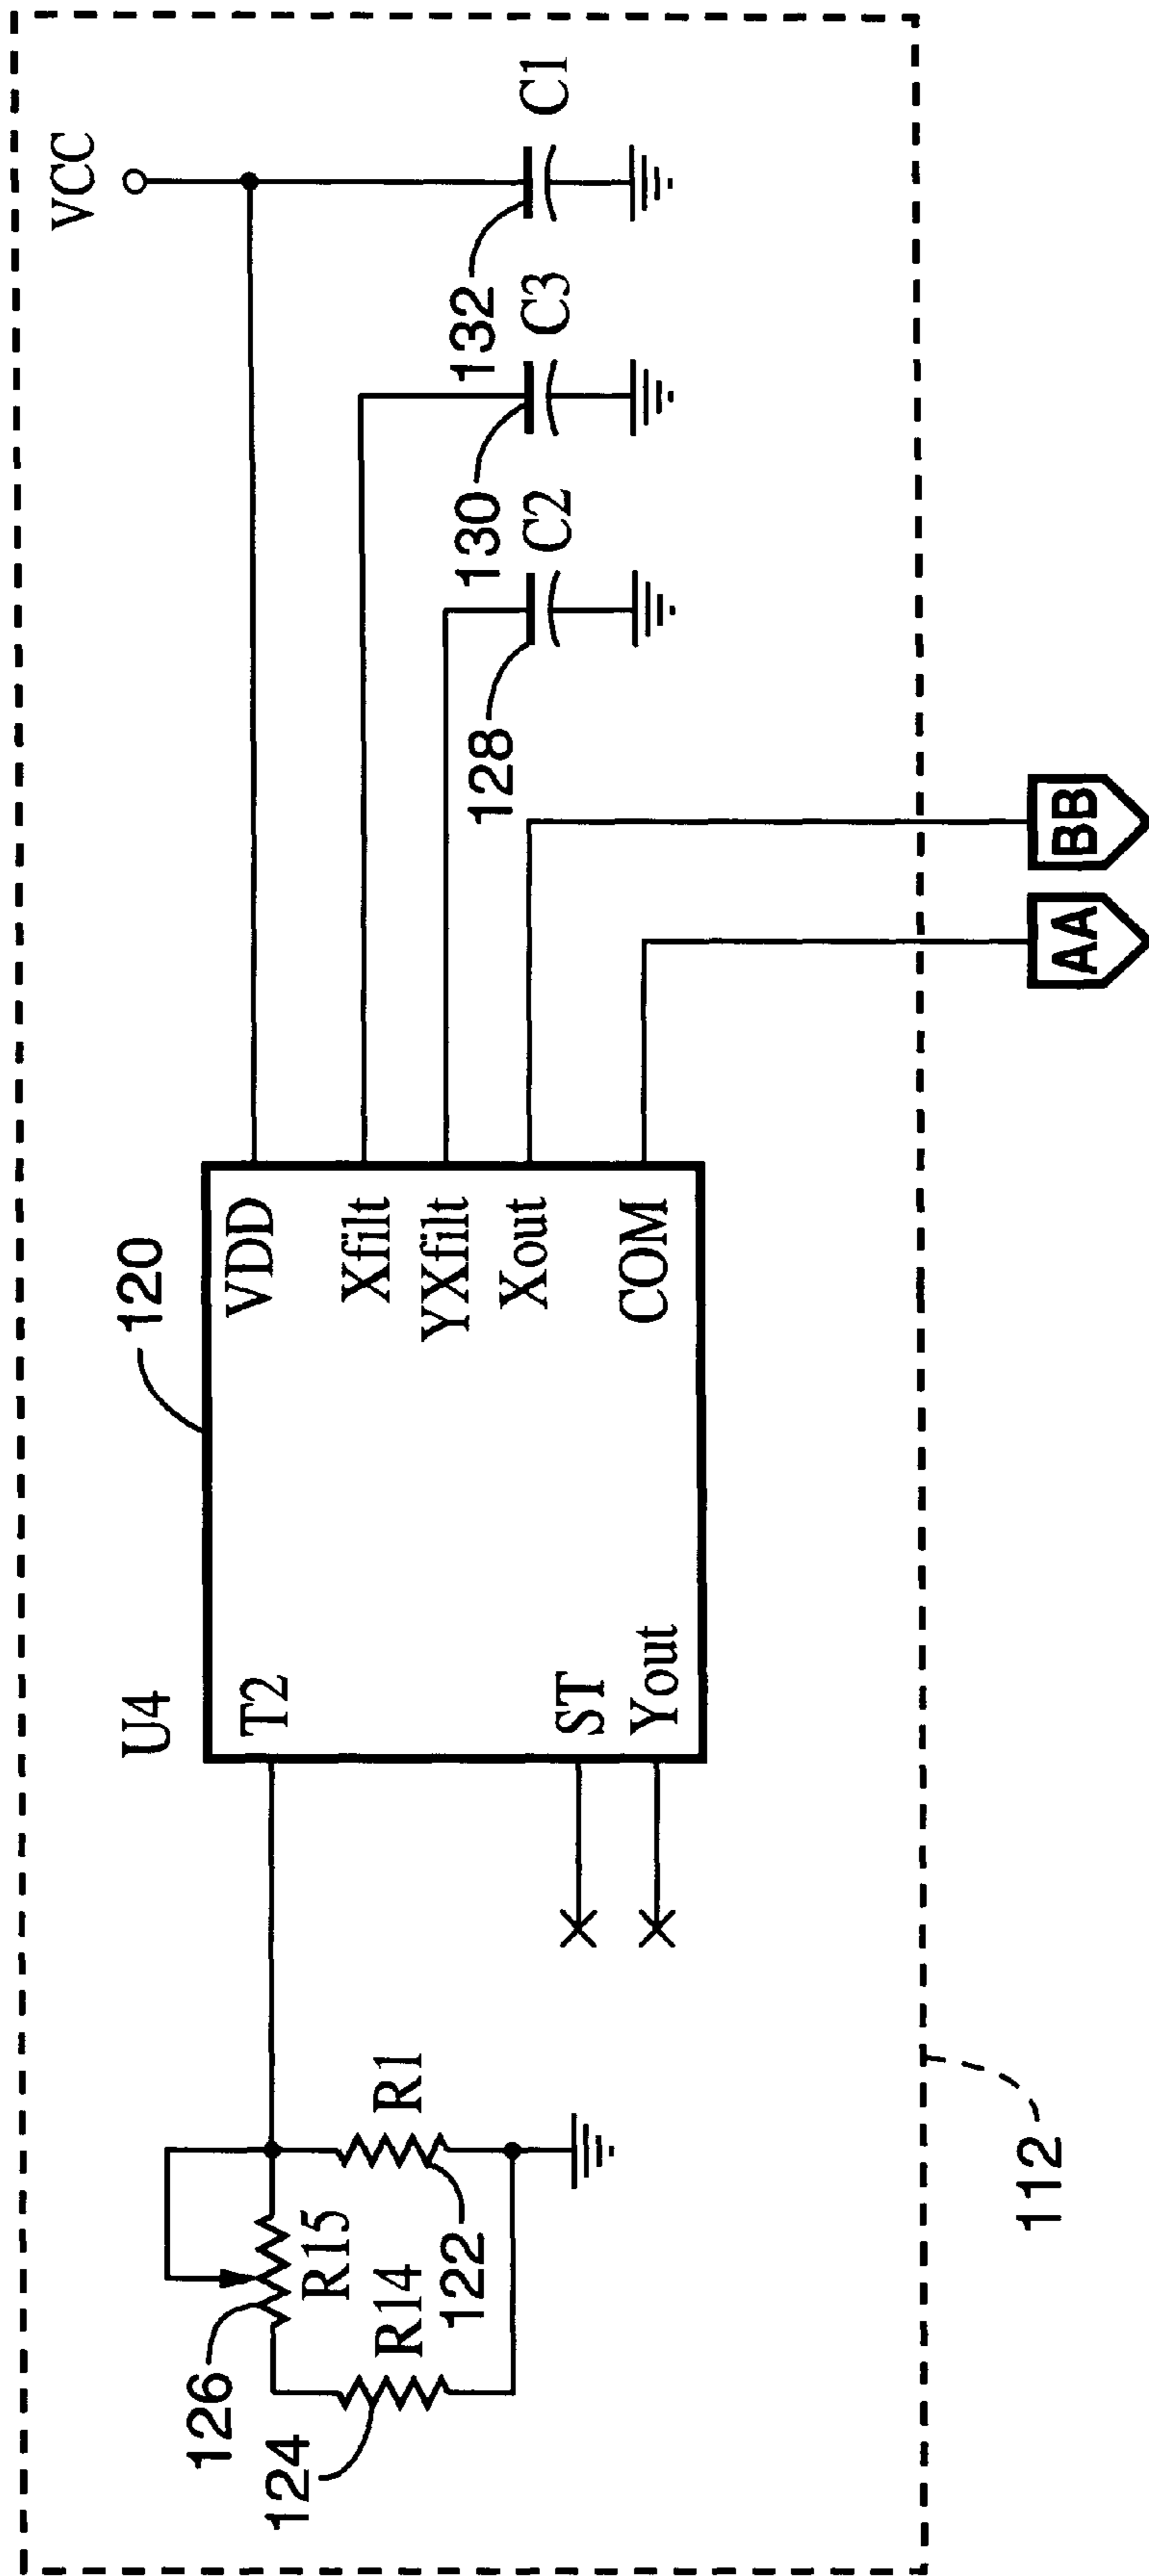 VCC
120
U4
T2
VDD
Xfilt
YXfilt
Xout
COM
ST
Yout
126
R15
124
R14
R1
122
132
C1
130
C3
128
C2
AA
BB
112